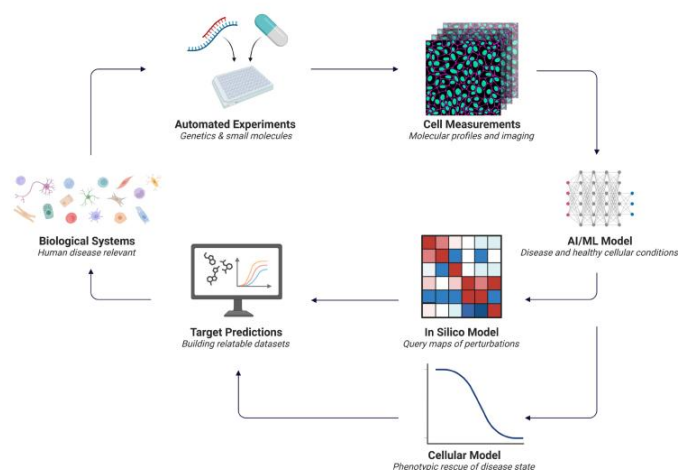 Automated Experiments
Genetics & small molecules
Cell Measurements
Molecular profiles and imaging
Biological Systems
Human disease relevant
AI/ML Model
Disease and healthy cellular conditions
Target Predictions
Building relatable datasets
In Silico Model
Query maps of perturbations
Cellular Model
Phenotypic rescue of disease state